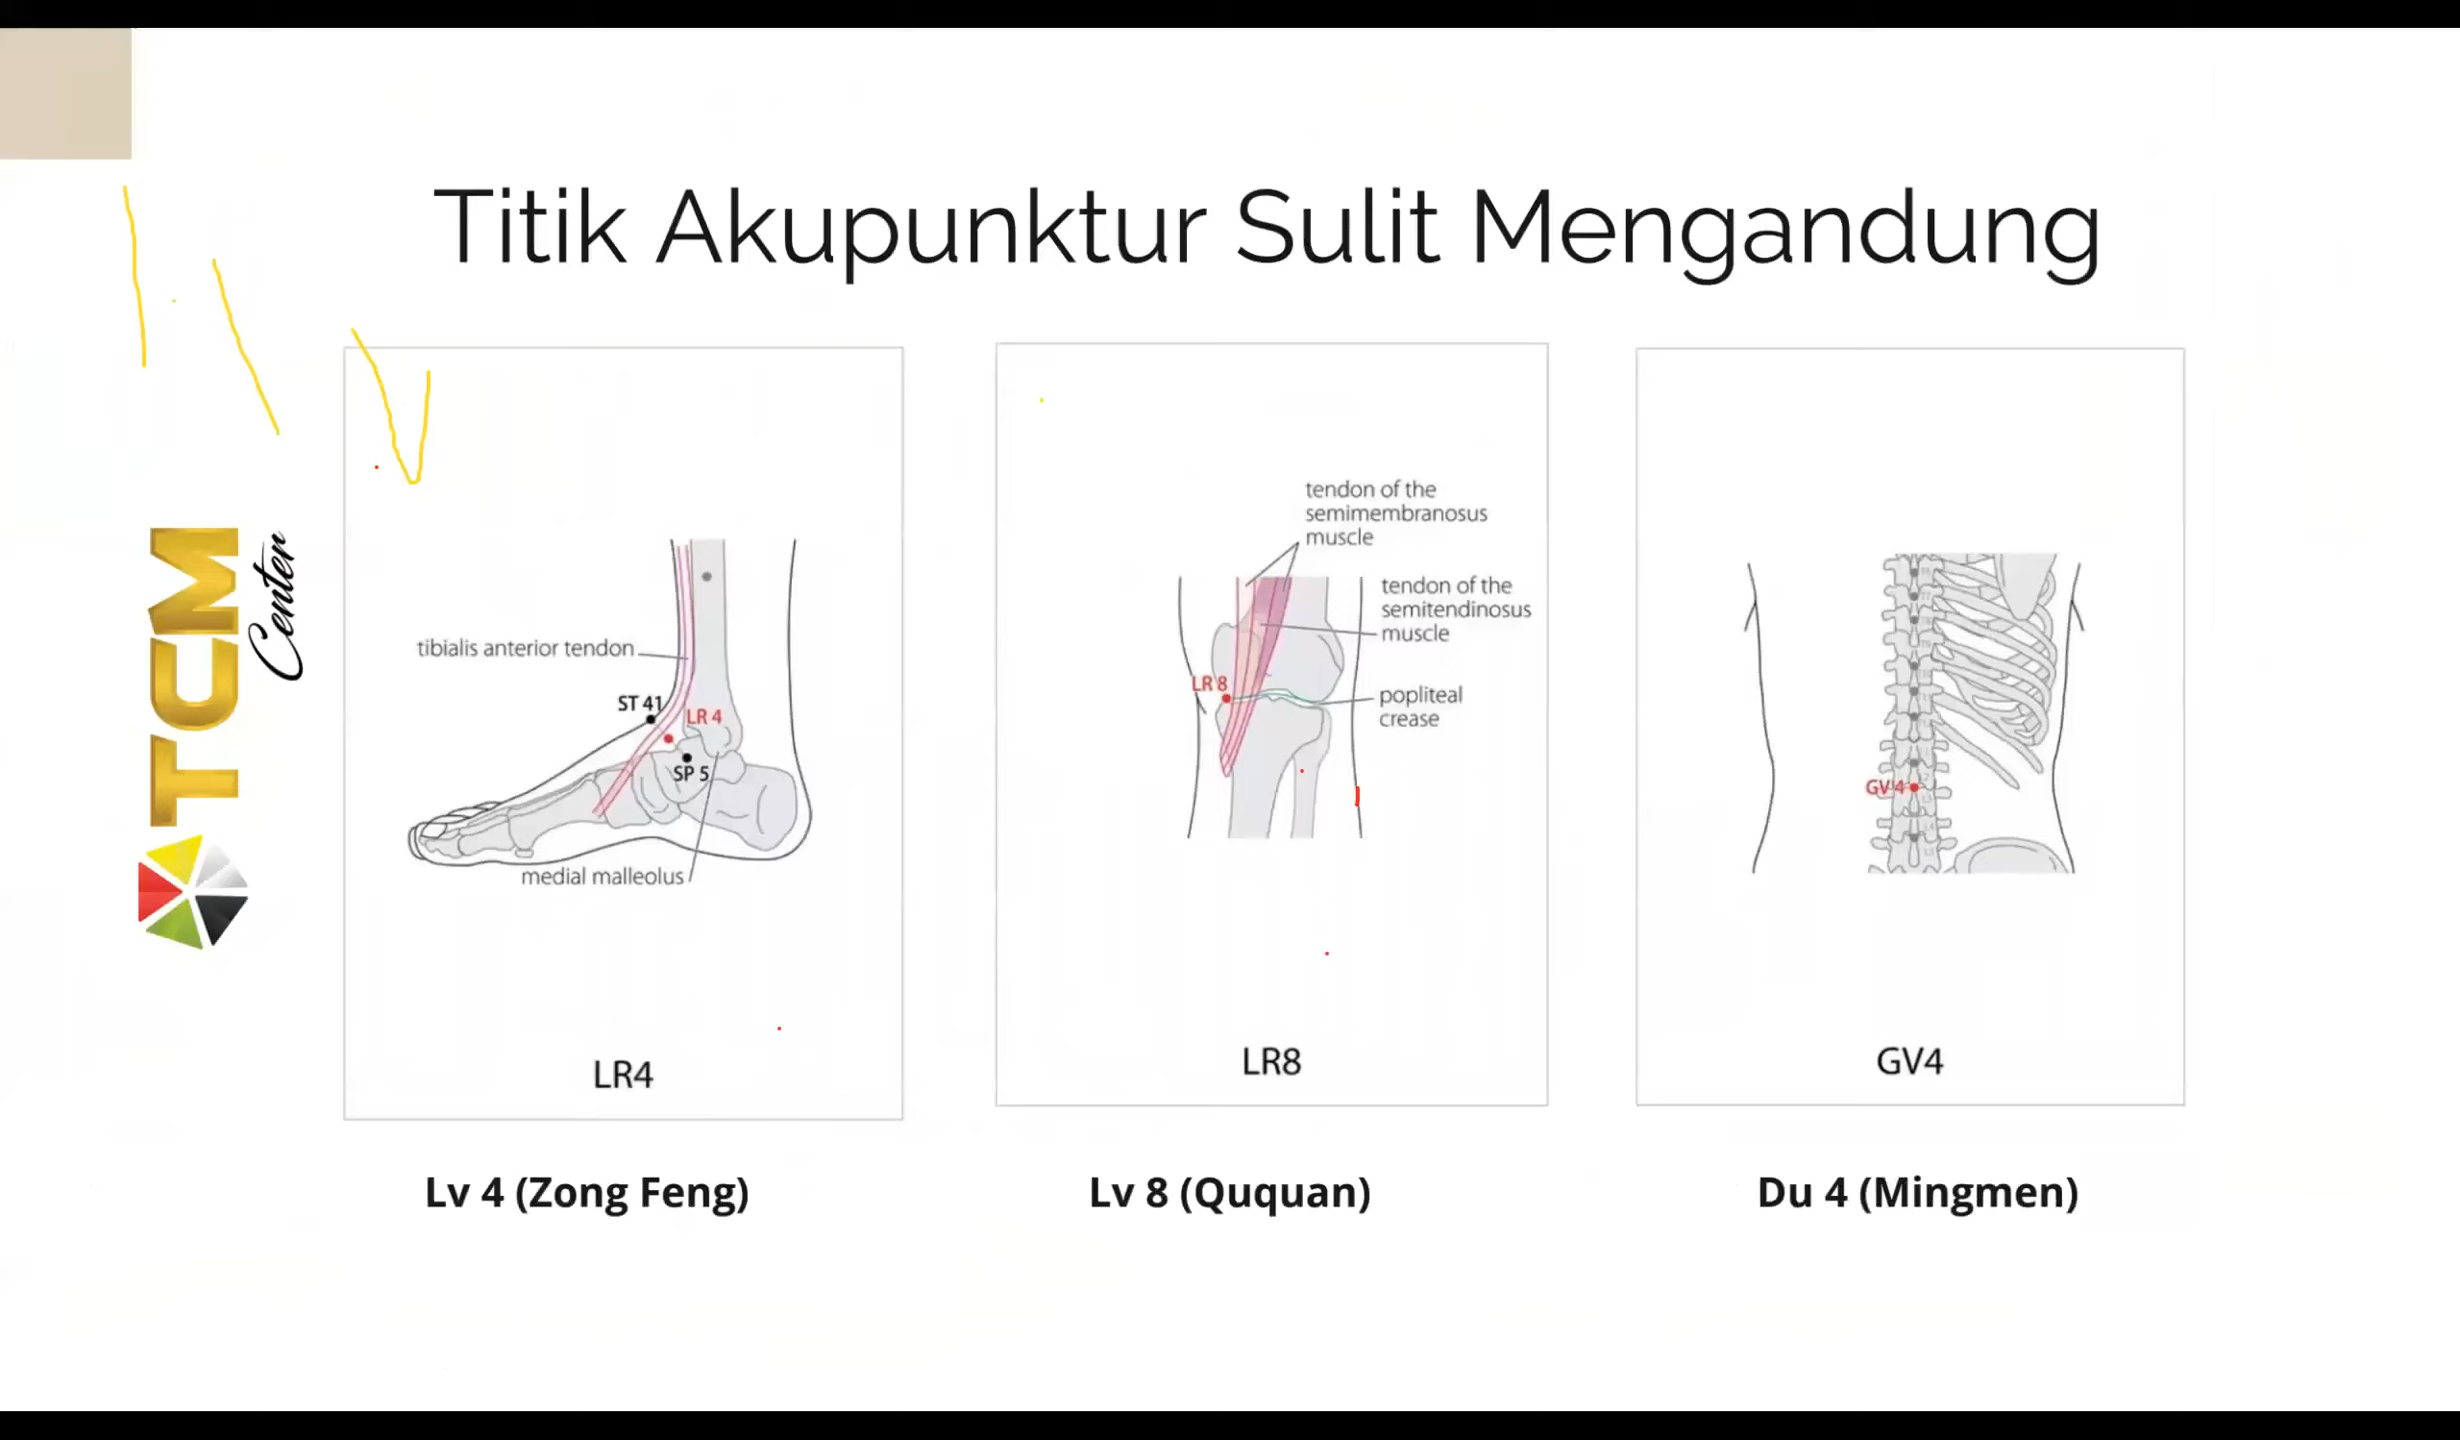 Titik Akupunktur Sulit Mengandung
TCM
Center
tibialis anterior tendon
ST 41
LR 4
SP 5
medial malleolus
LR4
tendon of the
semimembranosus
muscle
tendon of the
semitendinosus
muscle
LR 8
popliteal
crease
LR8
GV 4
GV4
Lv 4 (Zong Feng)
Lv 8 (Ququan)
Du 4 (Mingmen)